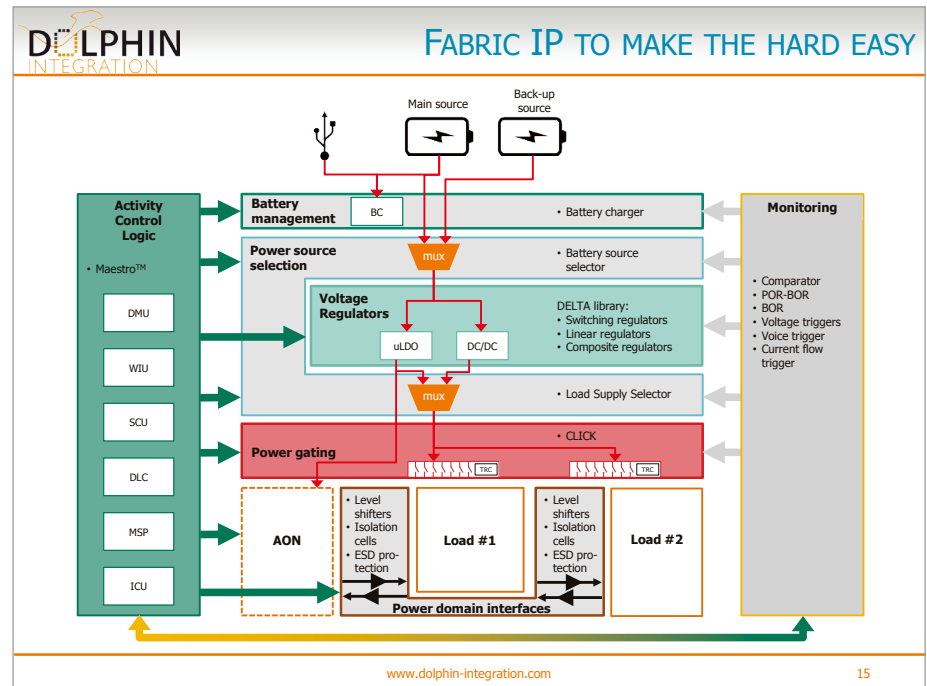 DOLPHIN
INTEGRATION
FABRIC IP TO MAKE THE HARD EASY
Main source
Back-up
source
Activity
Control
Logic
• Maestro™
DMU
WIU
SCU
DLC
MSP
ICU
Battery
management
BC
• Battery charger
Power source
selection
mux
• Battery source
selector
Voltage
Regulators
uLDO
DC/DC
DELTA library:
• Switching regulators
• Linear regulators
• Composite regulators
mux
• Load Supply Selector
Power gating
• CLICK
TRC
TRC
AON
• Level
shifters
• Isolation
cells
• ESD pro-
tection
Load #1
• Level
shifters
• Isolation
cells
• ESD pro-
tection
Load #2
Power domain interfaces
Monitoring
• Comparator
• POR-BOR
• BOR
• Voltage triggers
• Voice trigger
• Current flow
trigger
www.dolphin-integration.com
15